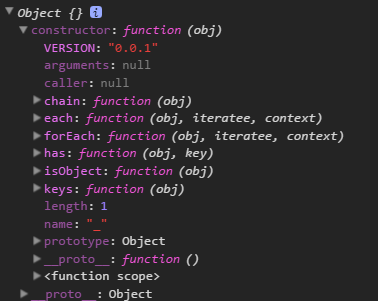 Object {} i
constructor: function (obj)
VERSION: "0.0.1"
arguments: null
caller: null
chain: function (obj)
each: function (obj, iteratee, context)
forEach: function (obj, iteratee, context)
has: function (obj, key)
isObject: function (obj)
keys: function (obj)
length: 1
name: "_"
prototype: Object
__proto__: function ()
<function scope>
__proto__: Object